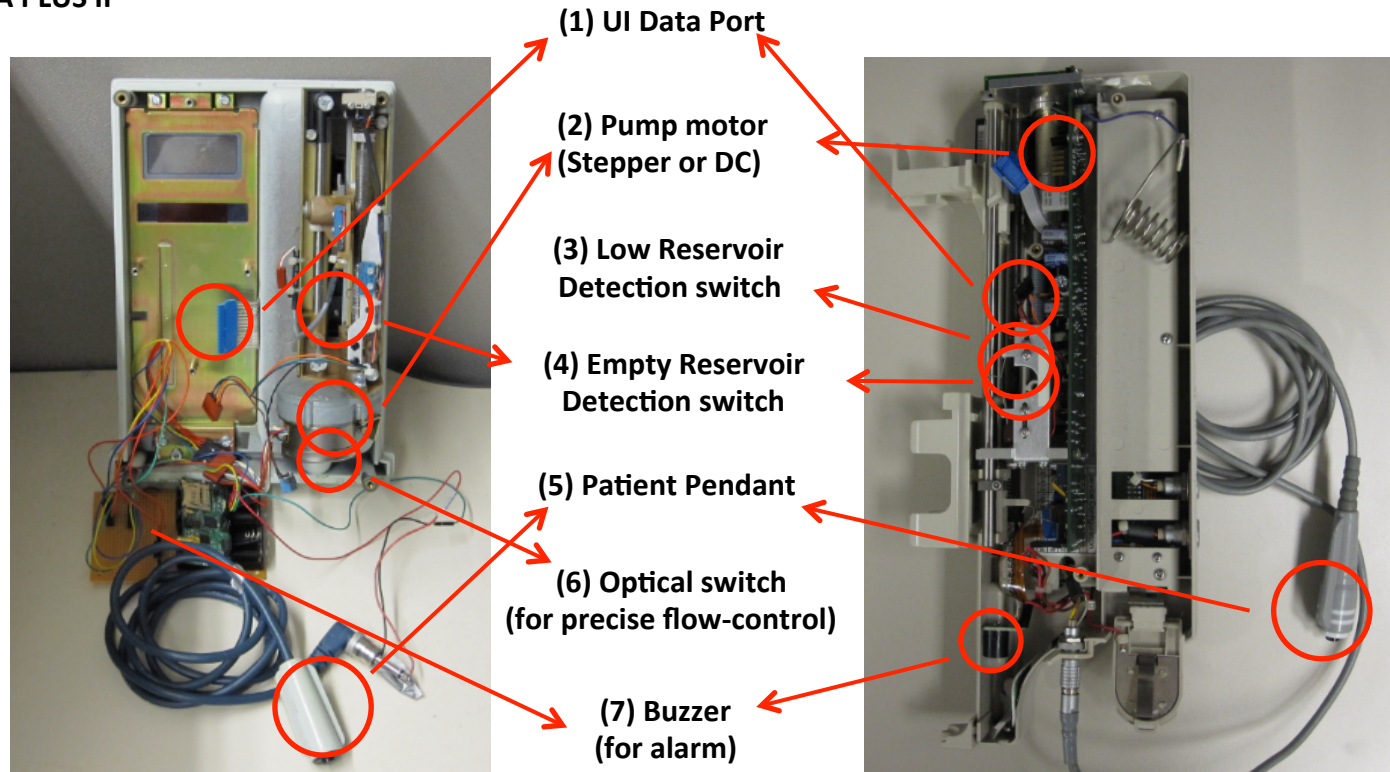 (1) UI Data Port
(2) Pump motor
(Stepper or DC)
(3) Low Reservoir
Detection switch
(4) Empty Reservoir
Detection switch
(5) Patient Pendant
(6) Optical switch
(for precise flow-control)
(7) Buzzer
(for alarm)